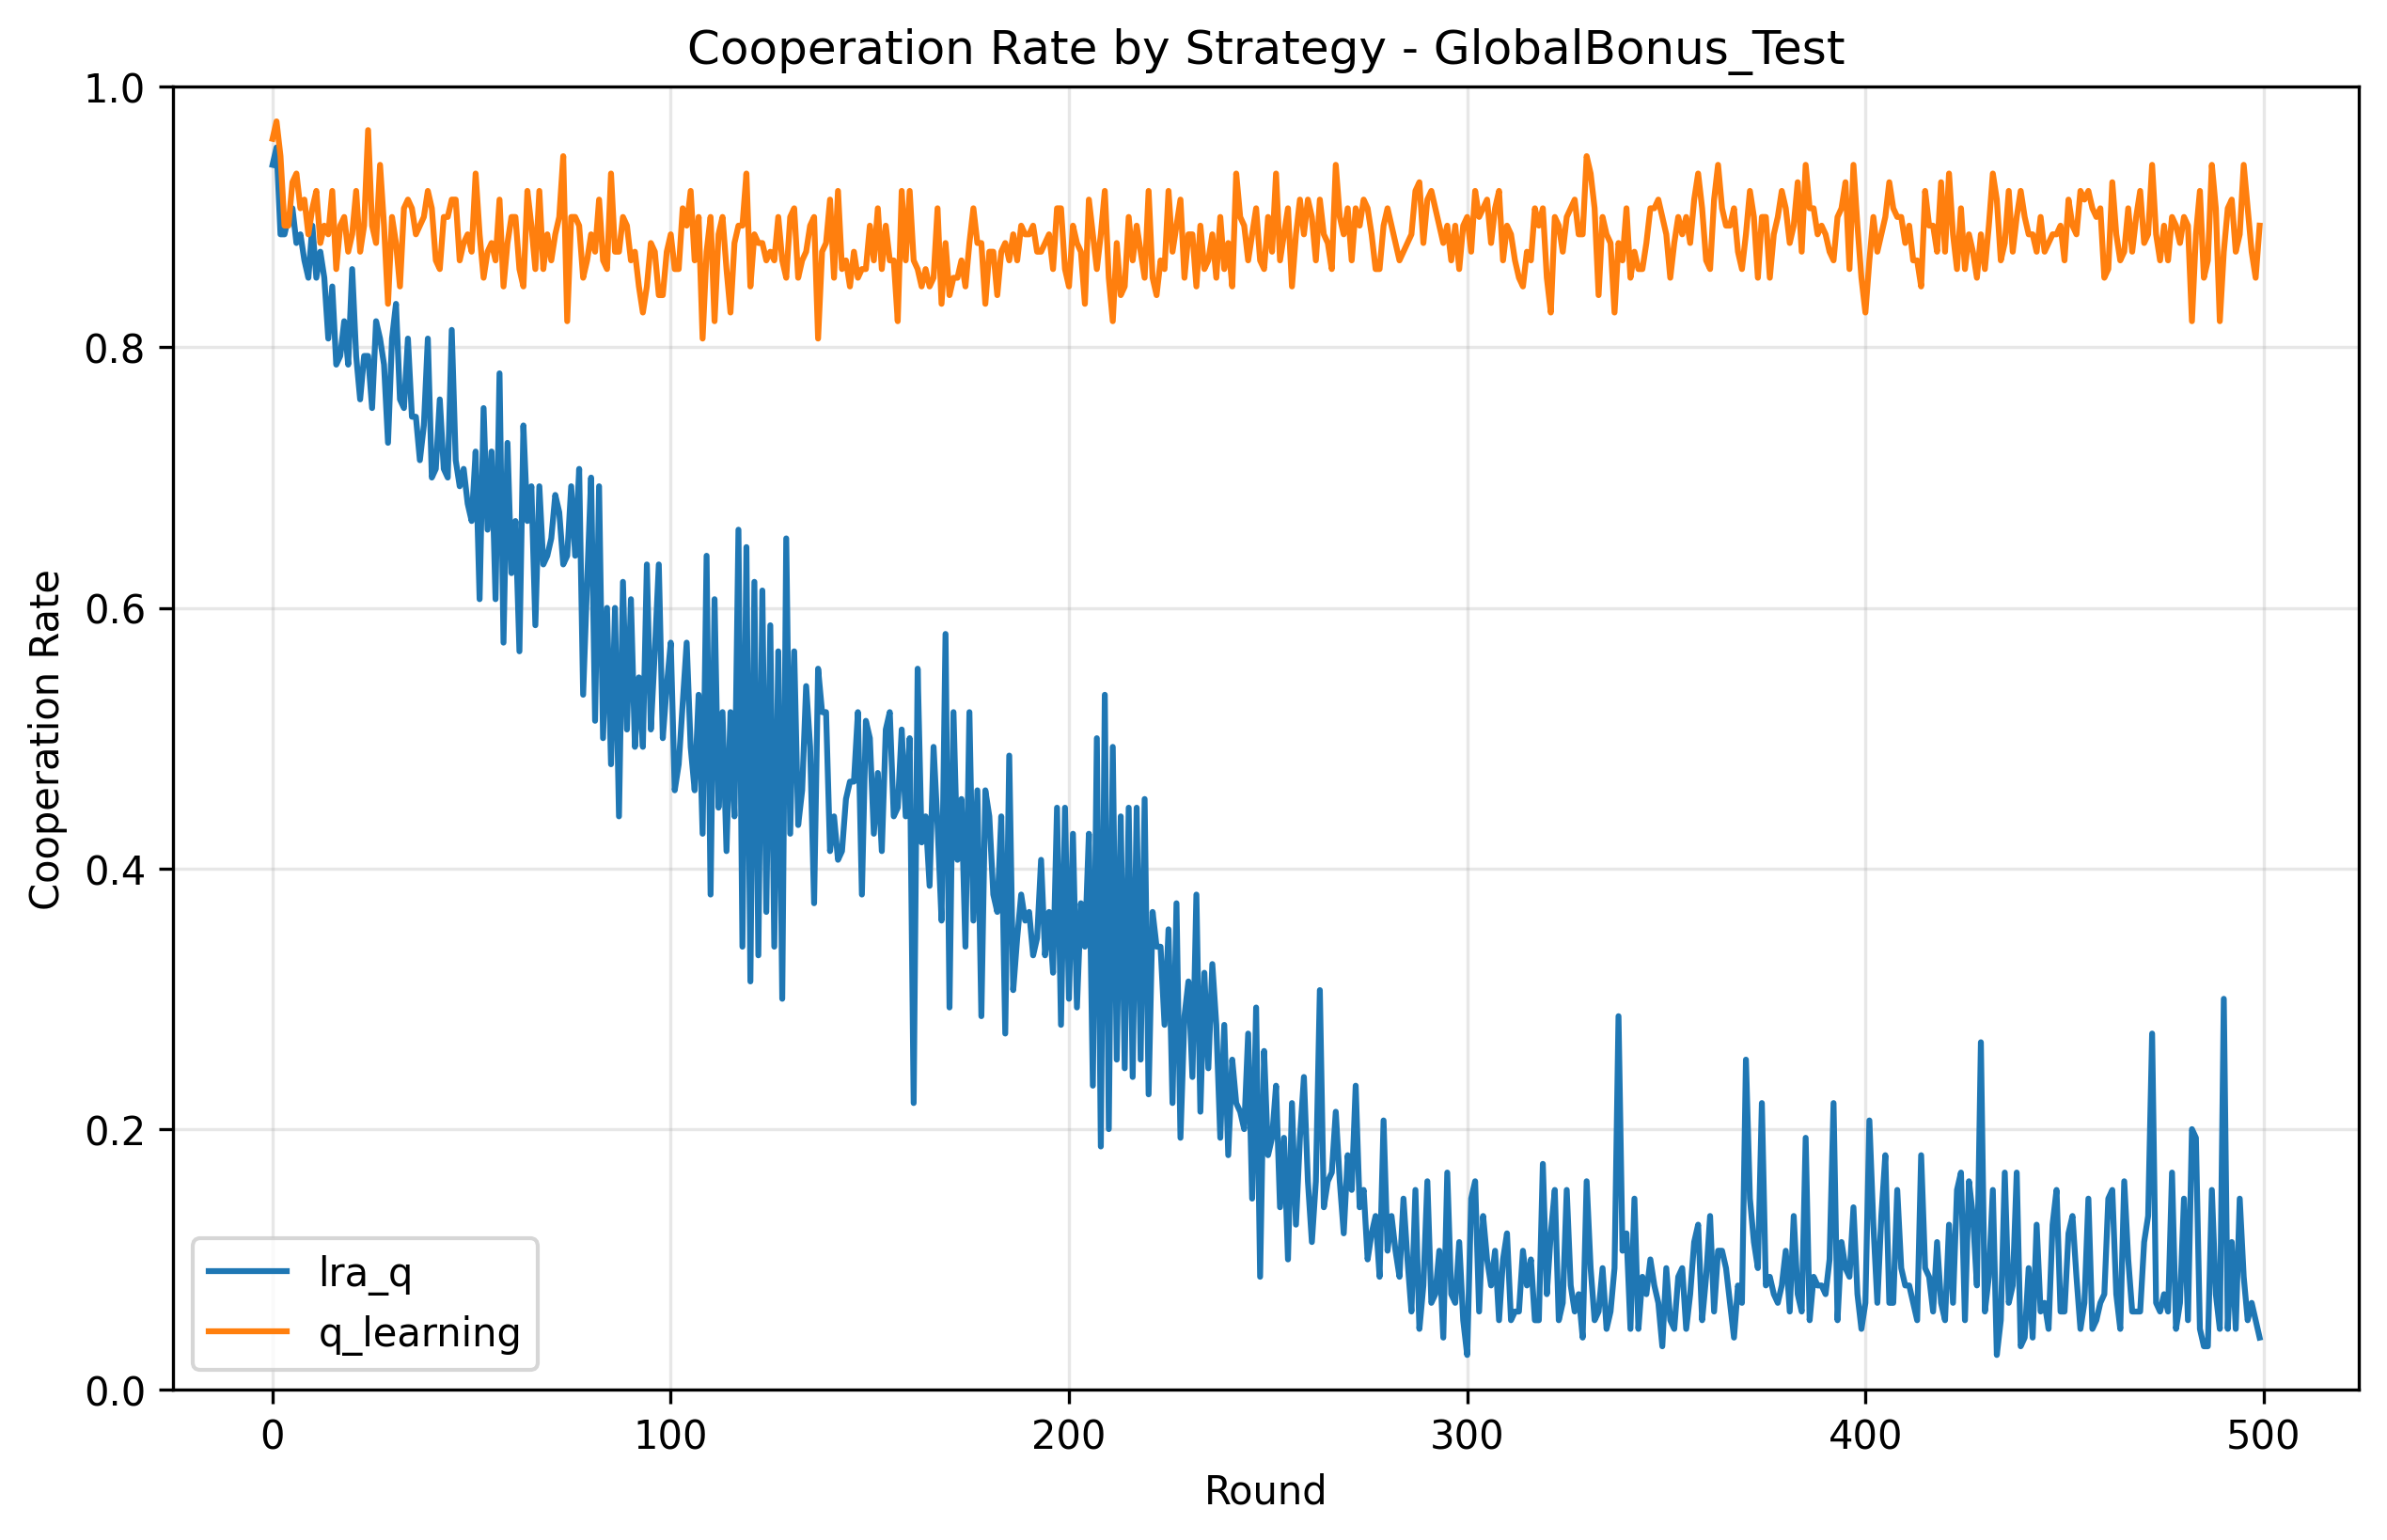 Cooperation Rate by Strategy - GlobalBonus_Test
Cooperation Rate
1.0
0.8
0.6
0.4
0.2
0.0
lra_q
q_learning
0 100 200 300 400 500
Round